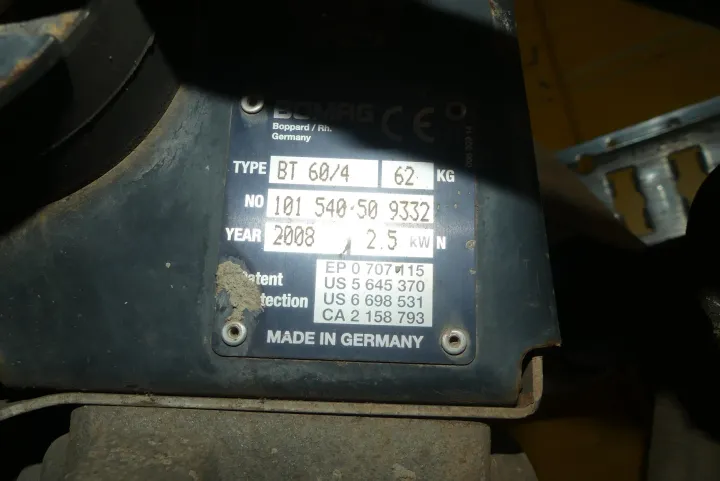 BOMAG
Boppard / Rh.
Germany
CE
TYPE BT 60/4 62 KG
NO 101 540 50 9332
YEAR 2008 2.5 kW N
EP 0 707 115
US 5 645 370
US 6 698 531
CA 2 158 793
MADE IN GERMANY